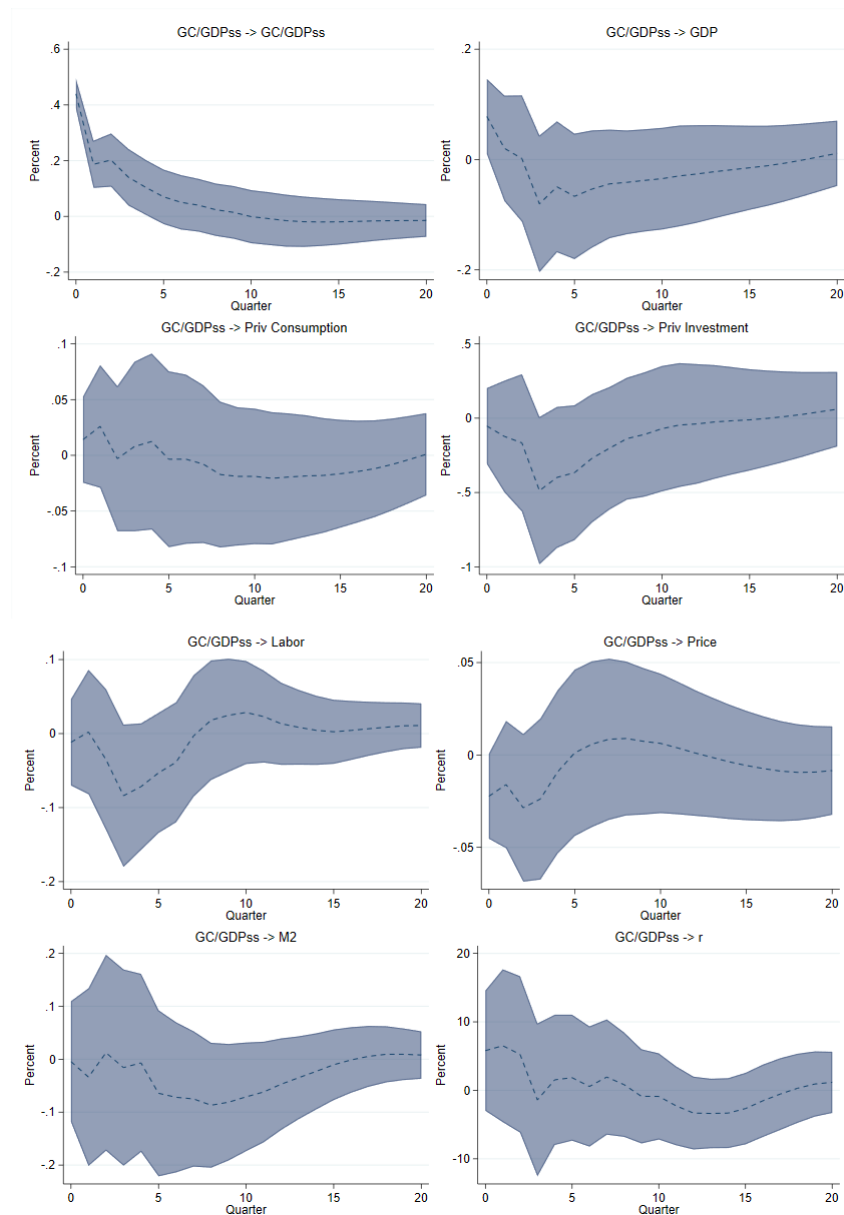 GC/GDPss -> GC/GDPss
GC/GDPss -> GDP
.6
.4
.2
0
-.2
Percent
0 5 10 15 20
Quarter
.2
0
-.2
Percent
0 5 10 15 20
Quarter
GC/GDPss -> Priv Consumption
GC/GDPss -> Priv Investment
.1
.05
0
-.05
-.1
Percent
0 5 10 15 20
Quarter
.5
0
-.5
-1
Percent
0 5 10 15 20
Quarter
GC/GDPss -> Labor
GC/GDPss -> Price
.1
0
-.1
-.2
Percent
0 5 10 15 20
Quarter
.05
0
-.05
Percent
0 5 10 15 20
Quarter
GC/GDPss -> M2
GC/GDPss -> r
.2
.1
0
-.1
-.2
Percent
0 5 10 15 20
Quarter
20
10
0
-10
Percent
0 5 10 15 20
Quarter